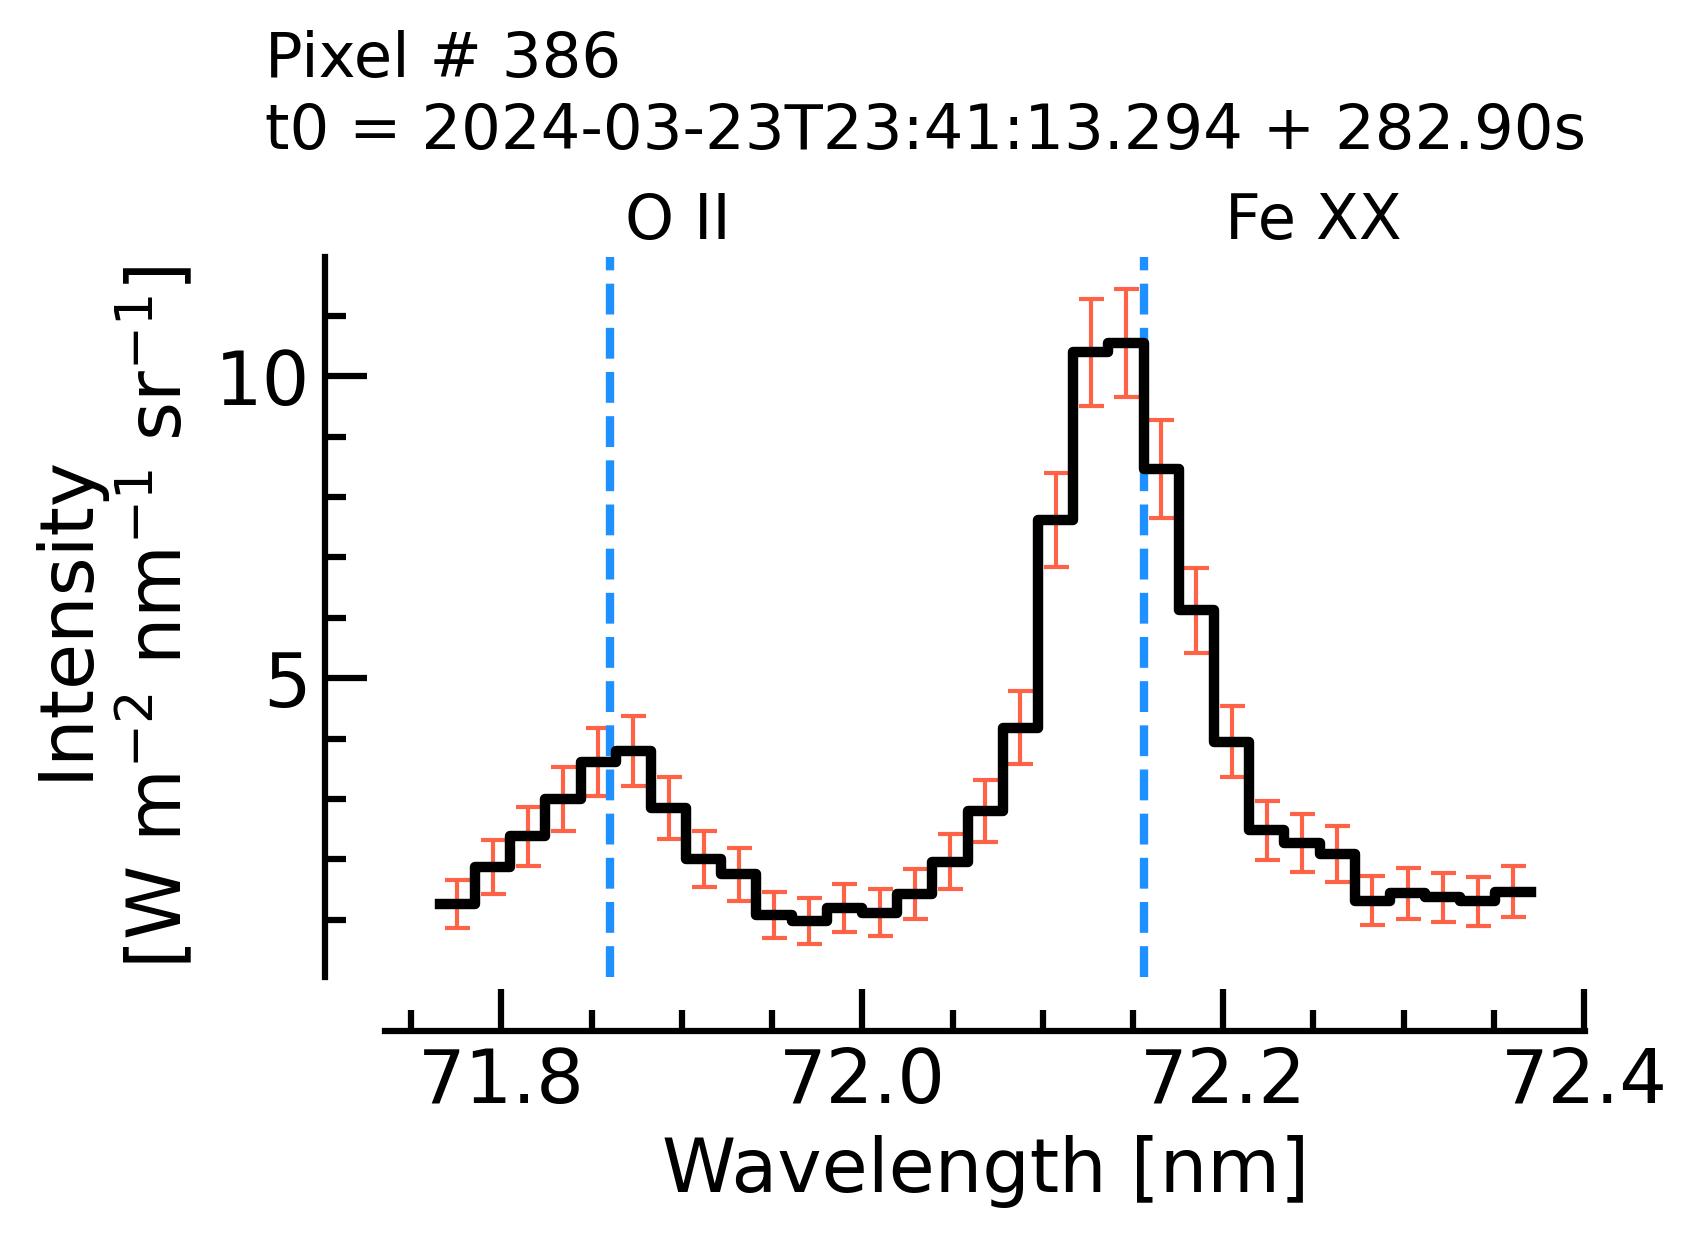 Pixel # 386
t0 = 2024-03-23T23:41:13.294 + 282.90s
O II
Fe XX
Intensity
[W m⁻² nm⁻¹ sr⁻¹]
10
5
71.8
72.0
72.2
72.4
Wavelength [nm]